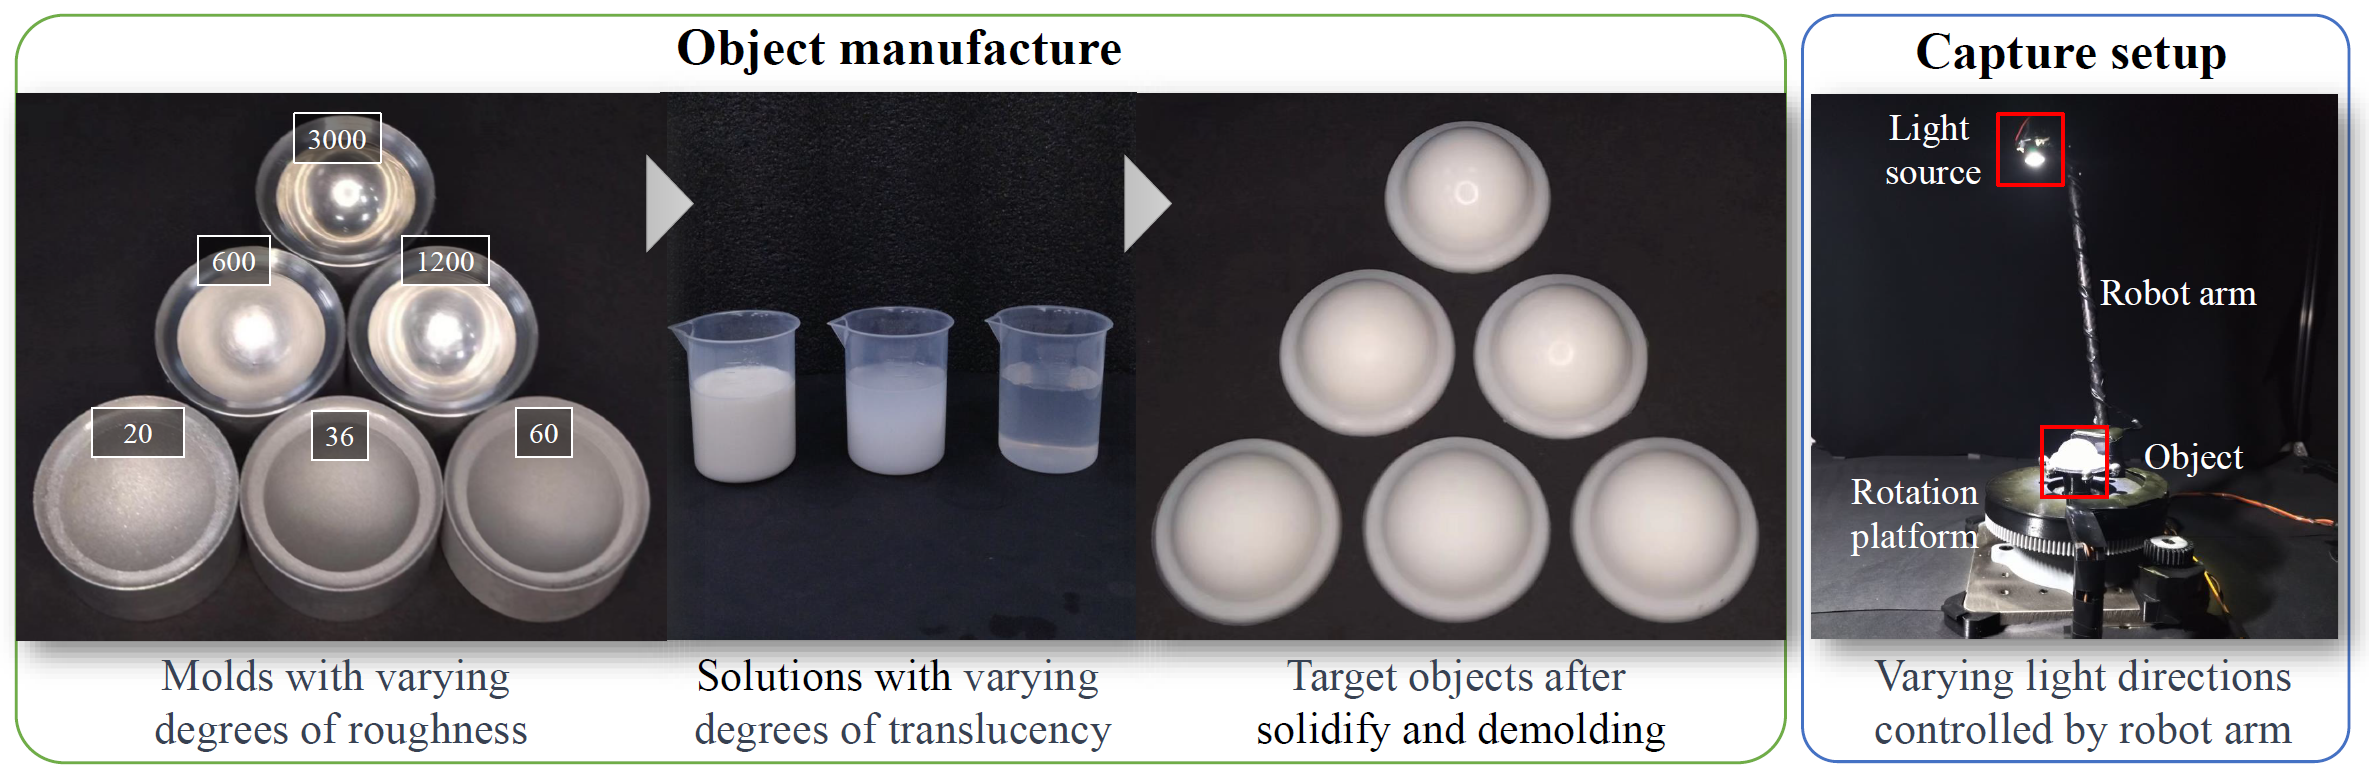 Object manufacture
3000
600
1200
20
36
60
Molds with varying
degrees of roughness
Solutions with varying
degrees of translucency
Target objects after
solidify and demolding
Capture setup
Light
source
Robot arm
Object
Rotation
platform
Varying light directions
controlled by robot arm